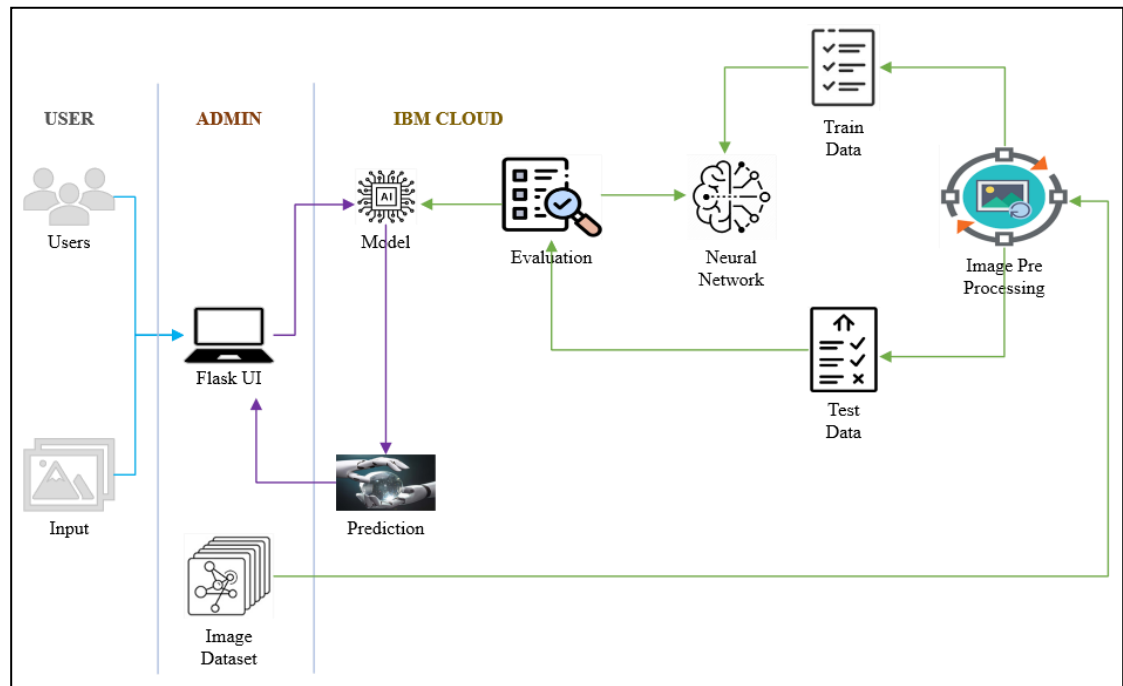 USER
ADMIN
IBM CLOUD
Train
Data
AI
Users
Model
Evaluation
Neural
Network
Image Pre
Processing
Flask UI
Test
Data
Input
Prediction
Image
Dataset